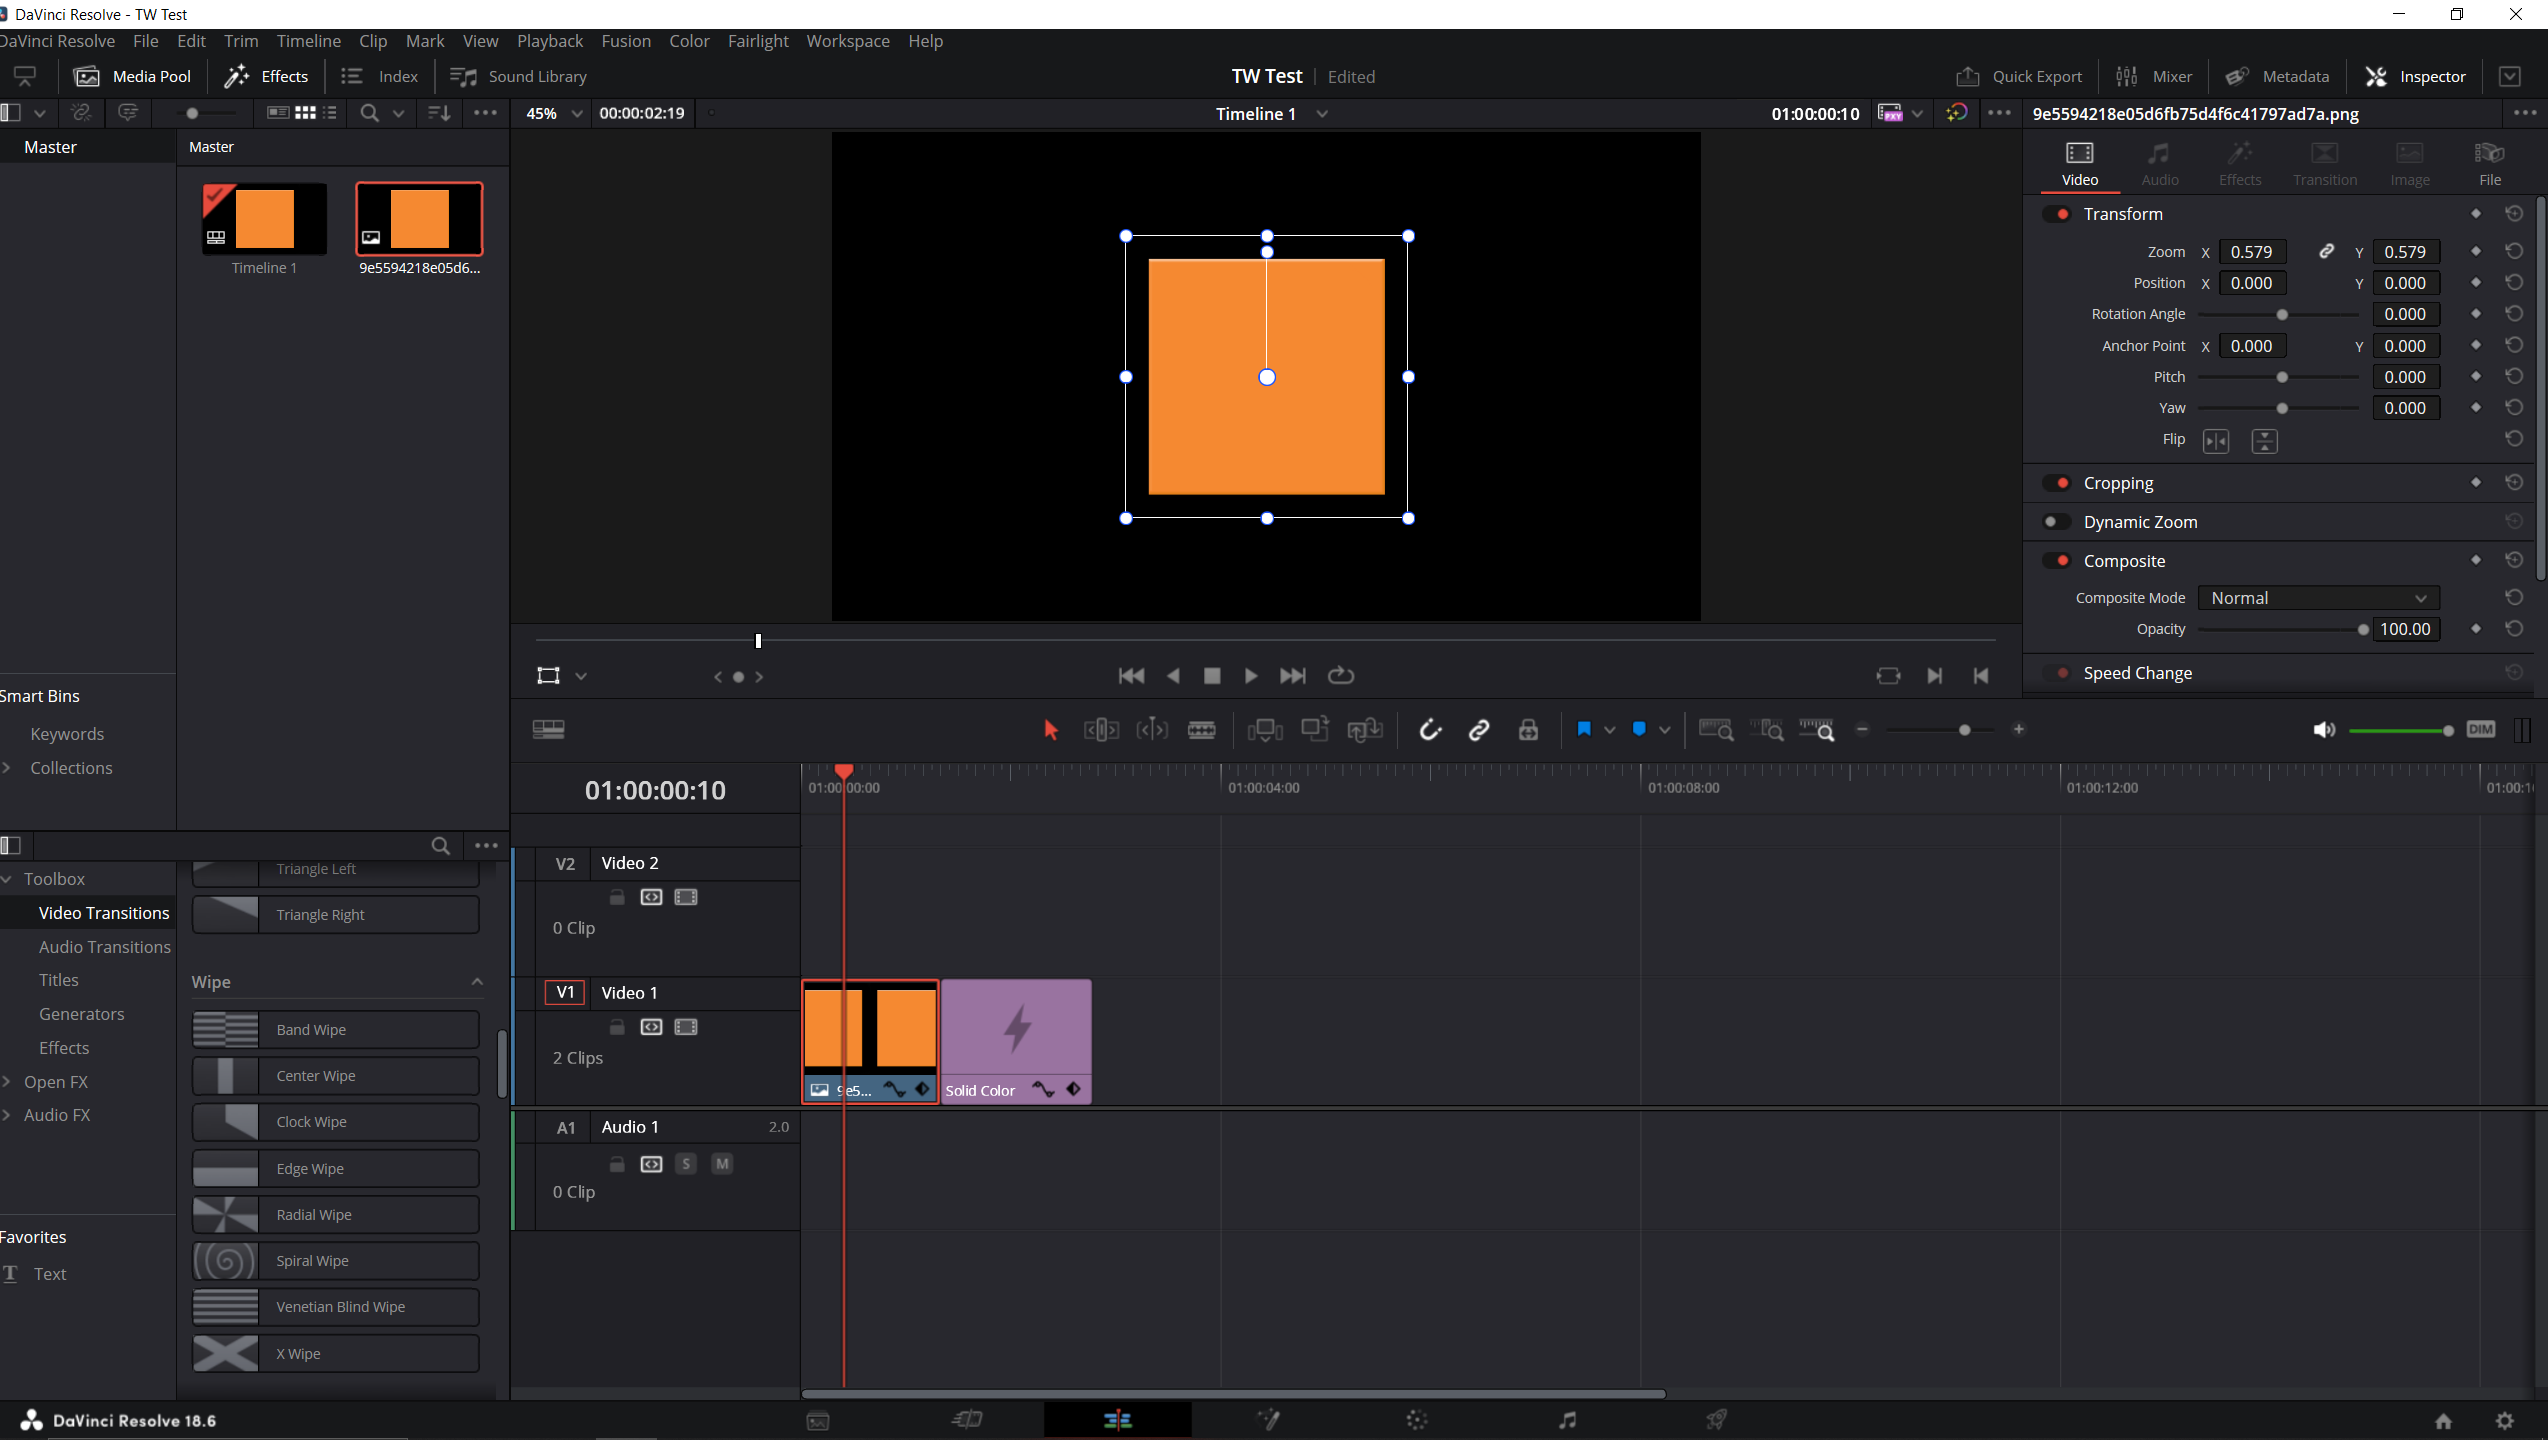 DaVinci Resolve - TW Test
DaVinci Resolve File Edit Trim Timeline Clip Mark View Playback Fusion Color Fairlight Workspace Help
Media Pool Effects Index Sound Library TW Test Edited Quick Export Mixer Metadata Inspector
45% 00:00:02:19 Timeline 1 01:00:00:10 PXY 9e5594218e05d6fb75d4f6c41797ad7a.png
Master Master
Timeline 1 9e5594218e05d6...
Video Audio Effects Transition Image File
Transform
Zoom X 0.579 Y 0.579
Position X 0.000 Y 0.000
Rotation Angle 0.000
Anchor Point X 0.000 Y 0.000
Pitch 0.000
Yaw 0.000
Flip
Cropping
Dynamic Zoom
Composite
Composite Mode Normal
Opacity 100.00
Speed Change
Smart Bins
Keywords
Collections
DIM
01:00:00:10 01:00:00:00 01:00:04:00 01:00:08:00 01:00:12:00 01:00:1
Toolbox
Video Transitions
Audio Transitions
Titles
Generators
Effects
Open FX
Audio FX
Favorites
Text
Triangle Left
Triangle Right
Wipe
Band Wipe
Center Wipe
Clock Wipe
Edge Wipe
Radial Wipe
Spiral Wipe
Venetian Blind Wipe
X Wipe
V2 Video 2
0 Clip
V1 Video 1
2 Clips
9e5... Solid Color
A1 Audio 1 2.0
S M
0 Clip
DaVinci Resolve 18.6